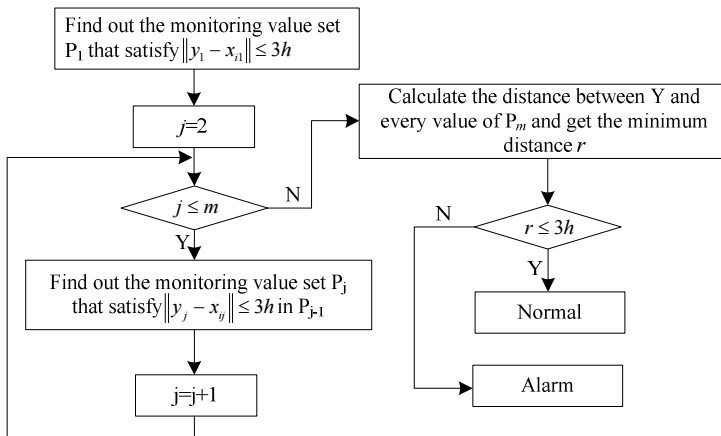 Find out the monitoring value set
P₁ that satisfy ‖y₁ − xᵢ₁‖ ≤ 3h
j=2
j ≤ m
N
Y
Find out the monitoring value set Pⱼ
that satisfy ‖yⱼ − xᵢⱼ‖ ≤ 3h in Pⱼ₋₁
j=j+1
Calculate the distance between Y and
every value of Pₘ and get the minimum
distance r
N
r ≤ 3h
Y
Normal
Alarm